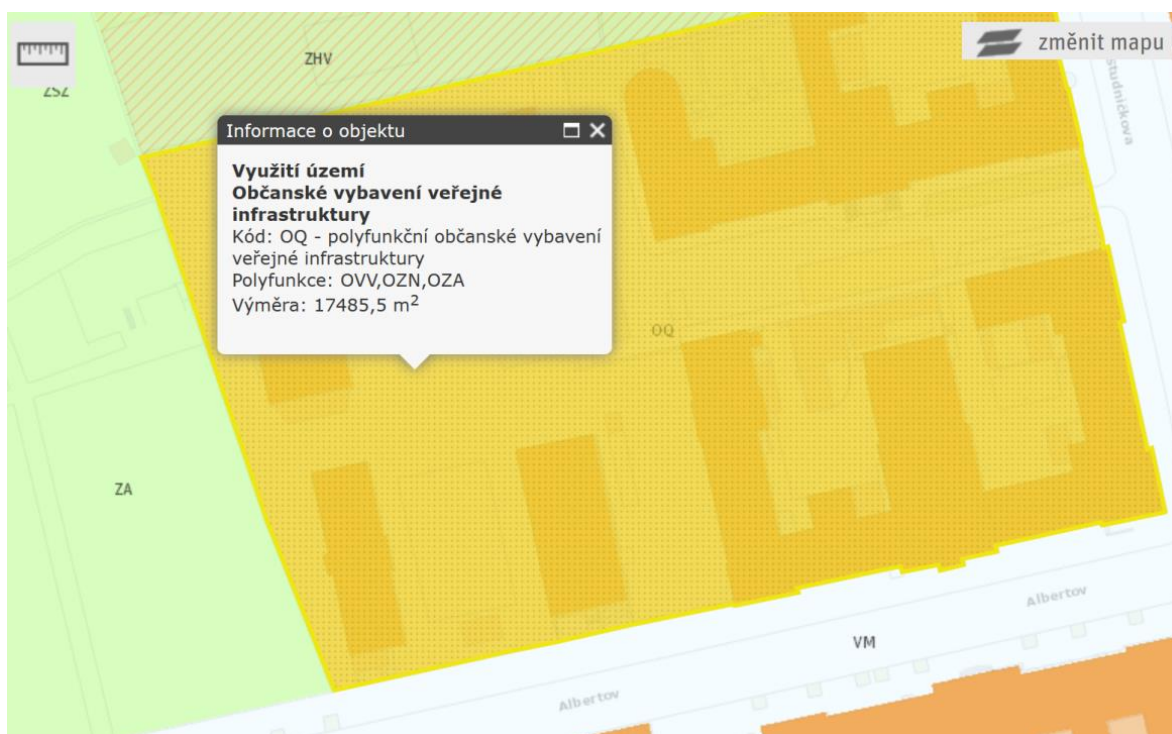 změnit mapu
ZHV
ZSZ
studničkova
Informace o objektu
Využití území
Občanské vybavení veřejné
infrastruktury
Kód: OQ - polyfunkční občanské vybavení
veřejné infrastruktury
Polyfunkce: OVV,OZN,OZA
Výměra: 17485,5 m²
OQ
ZA
Albertov
VM
Albertov